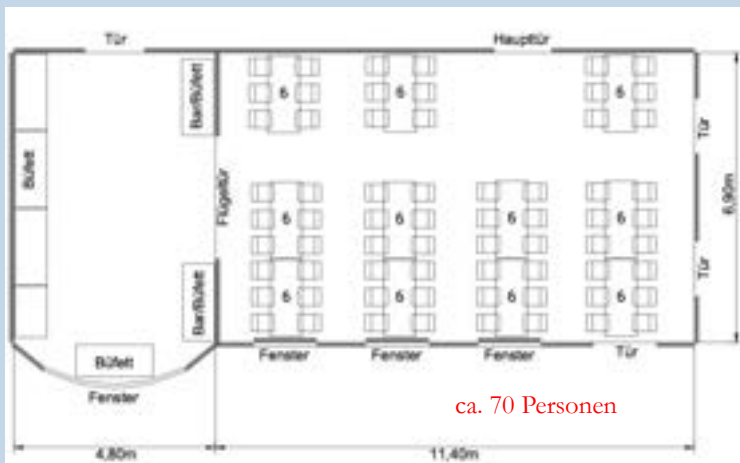 Tür
Haupttür
Bar/Büfett
6
6
6
Tür
Büfett
Flügeltür
6,90m
6
6
6
6
Bar/Büfett
6
6
6
6
Tür
Büfett
Fenster
Fenster
Fenster
Tür
Fenster
ca. 70 Personen
4,80m
11,40m